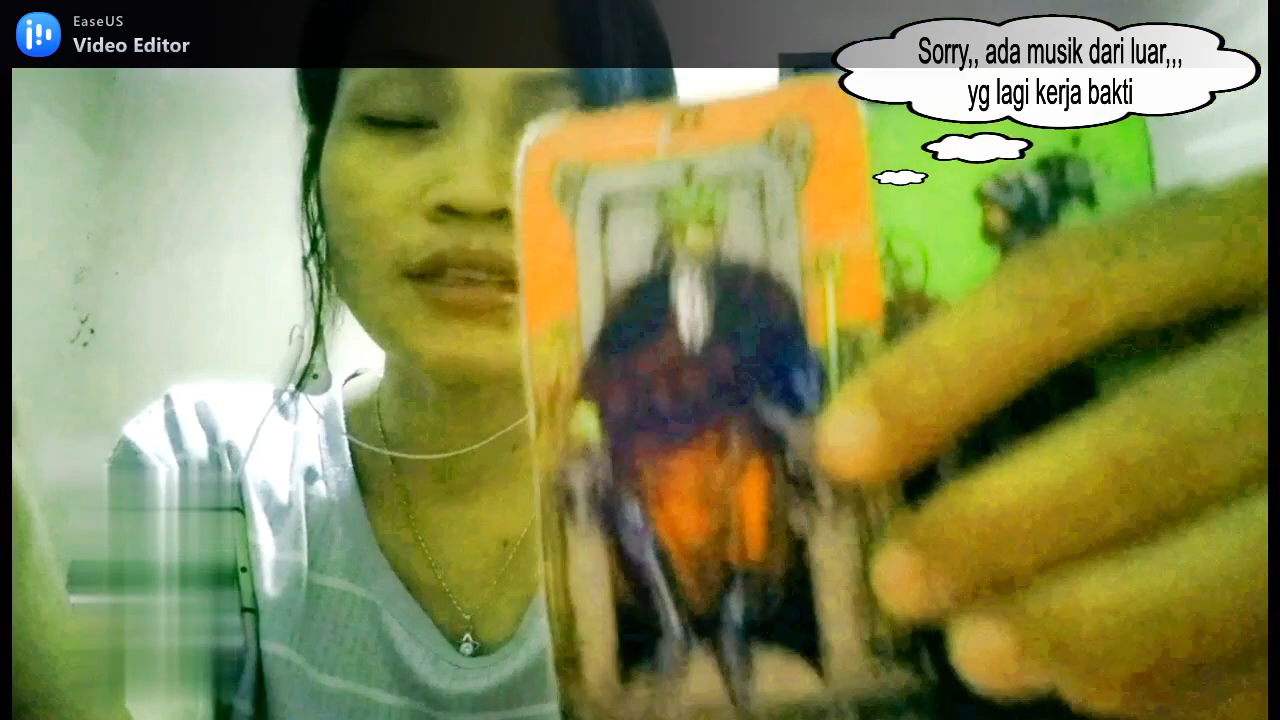 EaseUS
Video Editor
Sorry,, ada musik dari luar,,,
yg lagi kerja bakti